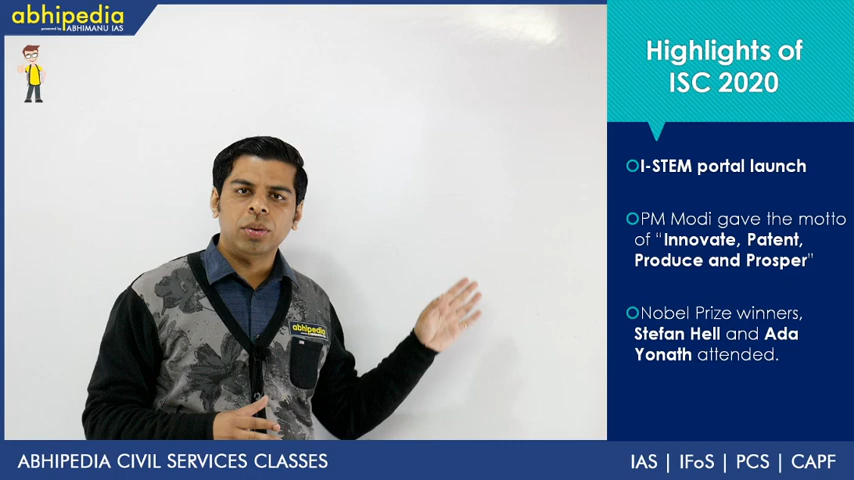 abhipedia
powered by ABHIMANU IAS
Highlights of
ISC 2020
I-STEM portal launch
PM Modi gave the motto
of “Innovate, Patent,
Produce and Prosper”
Nobel Prize winners,
Stefan Hell and Ada
Yonath attended.
abhipedia
ABHIPEDIA CIVIL SERVICES CLASSES
IAS | IFoS | PCS | CAPF